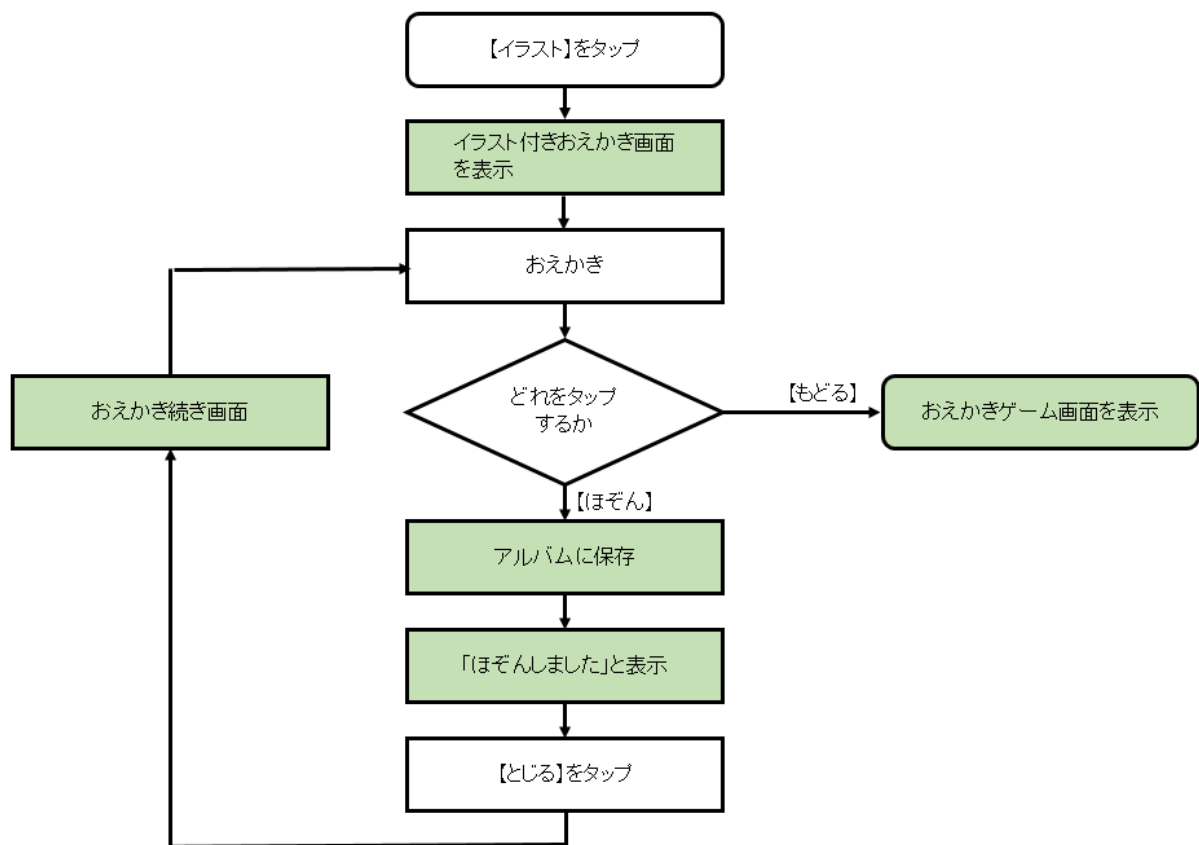 【イラスト】をタップ
イラスト付きおえかき画面
を表示
おえかき
どれをタップ
するか
【もどる】
おえかきゲーム画面を表示
おえかき続き画面
【ほぞん】
アルバムに保存
「ほぞんしました」と表示
【とじる】をタップ